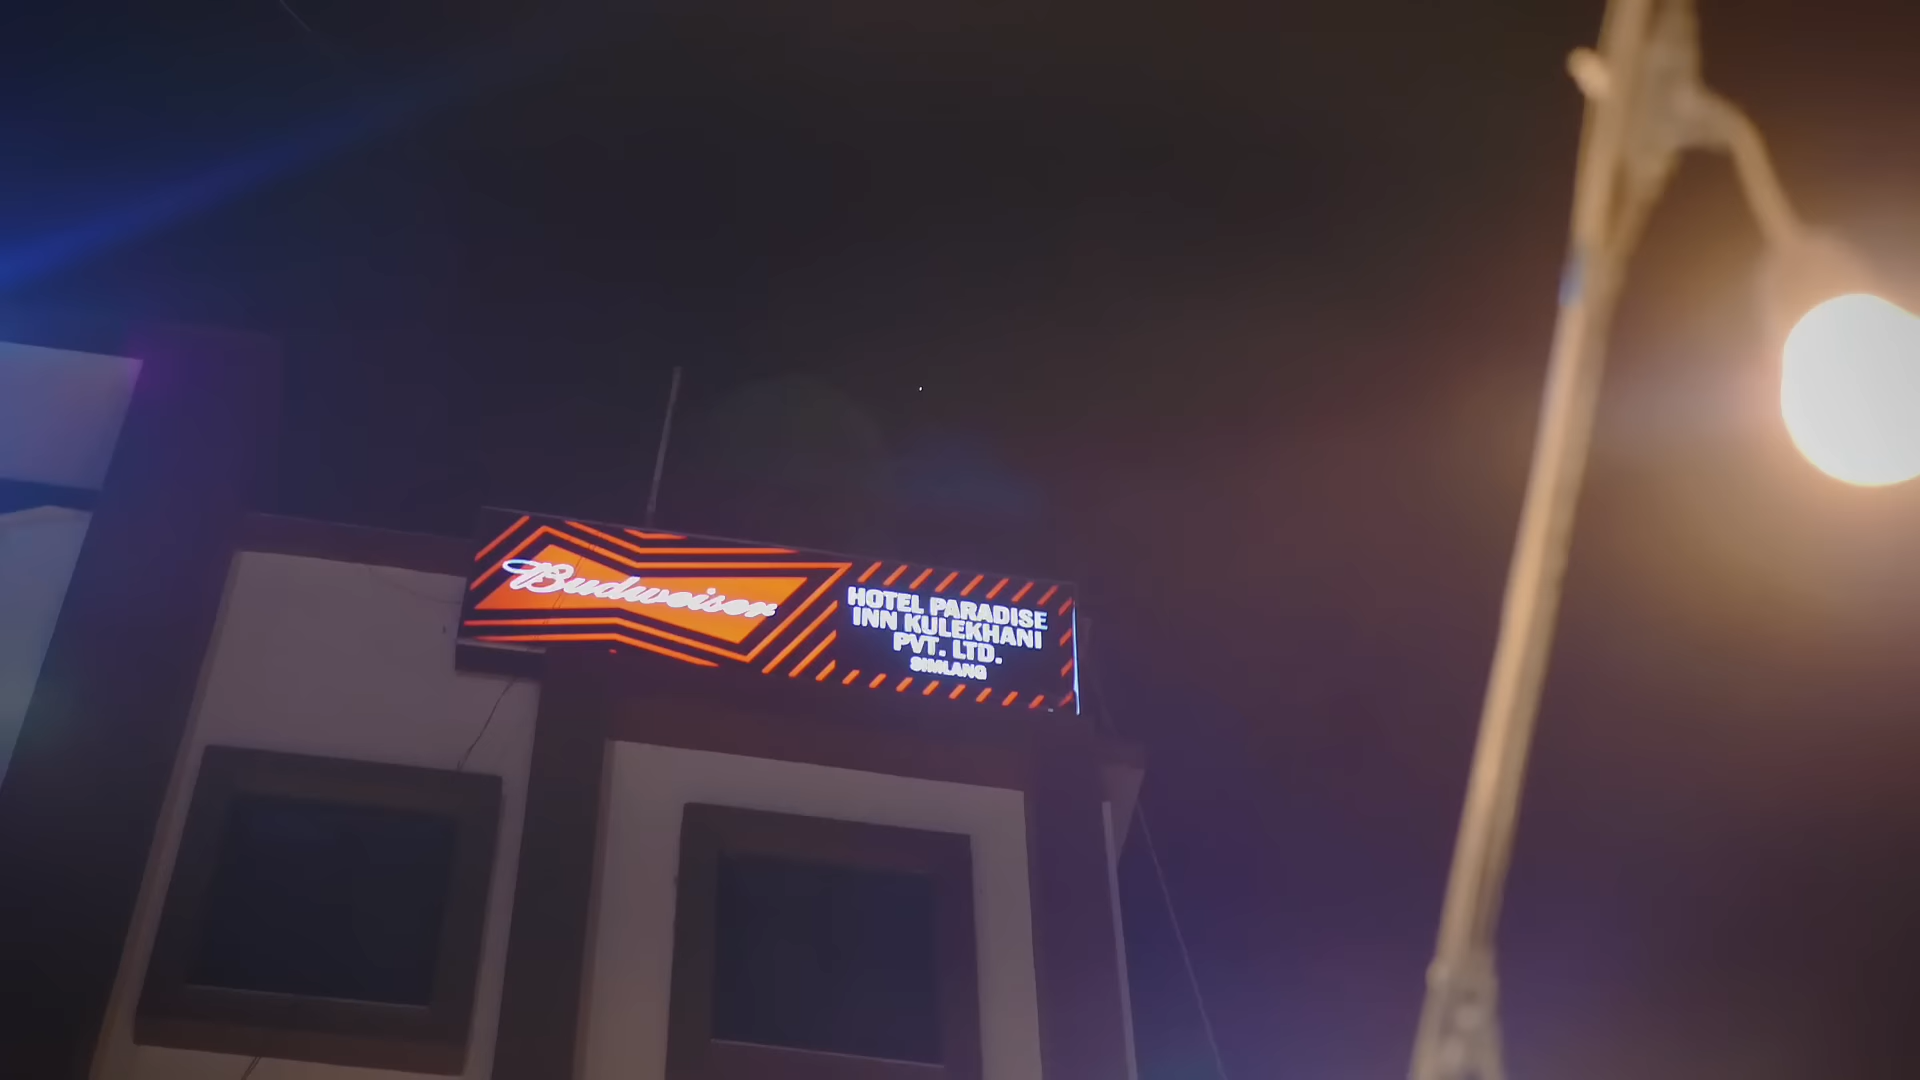 Budweiser
HOTEL PARADISE
INN KULEKHANI
PVT. LTD.
SIMLANG